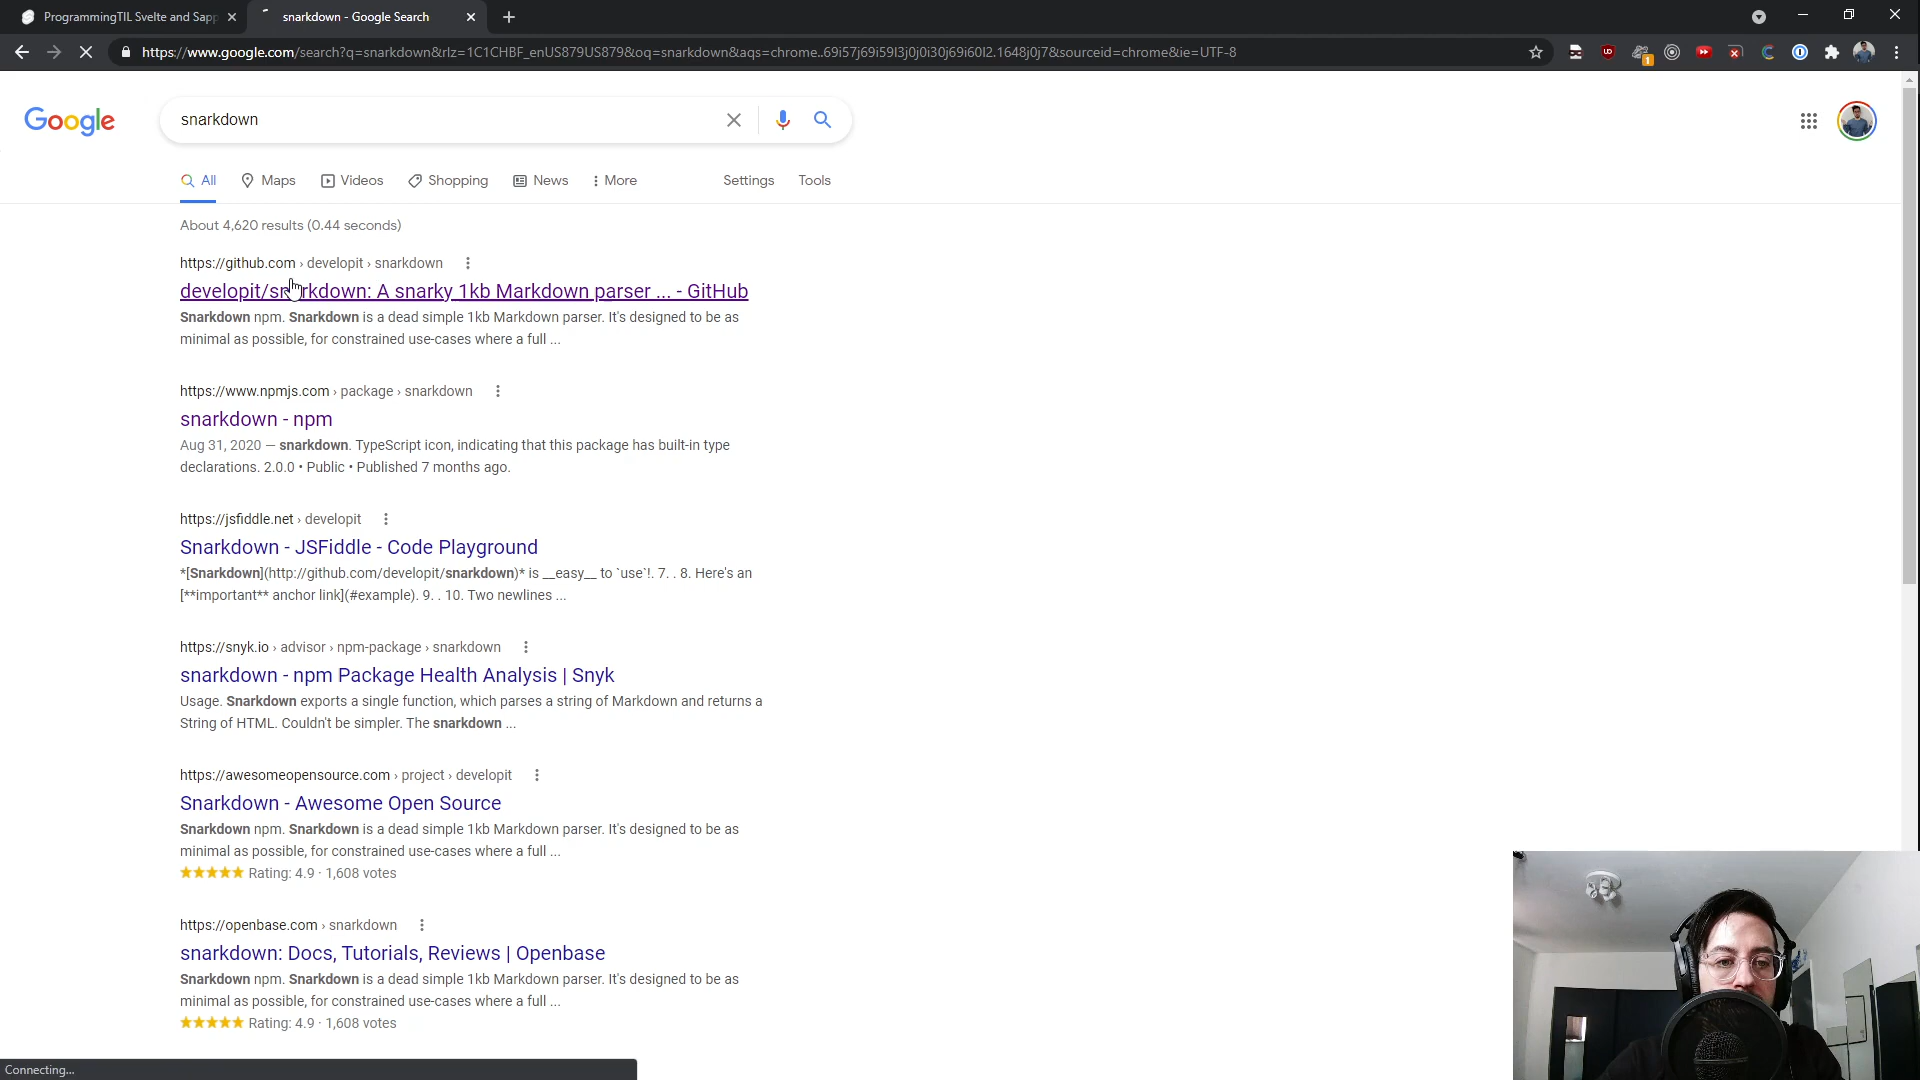 ProgrammingTIL Svelte and Sapp
snarkdown - Google Search
https://www.google.com/search?q=snarkdown&rlz=1C1CHBF_enUS879US879&oq=snarkdown&aqs=chrome..69i57j69i59l3j0j0i30j69i60l2.1648j0j7&sourceid=chrome&ie=UTF-8
1
Google
snarkdown
All
Maps
Videos
Shopping
News
More
Settings
Tools
About 4,620 results (0.44 seconds)
https://github.com › developit › snarkdown
developit/snarkdown: A snarky 1kb Markdown parser ... - GitHub
Snarkdown npm. Snarkdown is a dead simple 1kb Markdown parser. It's designed to be as
minimal as possible, for constrained use-cases where a full ...
https://www.npmjs.com › package › snarkdown
snarkdown - npm
Aug 31, 2020 — snarkdown. TypeScript icon, indicating that this package has built-in type
declarations. 2.0.0 • Public • Published 7 months ago.
https://jsfiddle.net › developit
Snarkdown - JSFiddle - Code Playground
*[Snarkdown](http://github.com/developit/snarkdown)* is __easy__ to `use`!. 7. . 8. Here's an
[**important** anchor link](#example). 9. . 10. Two newlines ...
https://snyk.io › advisor › npm-package › snarkdown
snarkdown - npm Package Health Analysis | Snyk
Usage. Snarkdown exports a single function, which parses a string of Markdown and returns a
String of HTML. Couldn't be simpler. The snarkdown ...
https://awesomeopensource.com › project › developit
Snarkdown - Awesome Open Source
Snarkdown npm. Snarkdown is a dead simple 1kb Markdown parser. It's designed to be as
minimal as possible, for constrained use-cases where a full ...
Rating: 4.9 · 1,608 votes
https://openbase.com › snarkdown
snarkdown: Docs, Tutorials, Reviews | Openbase
Snarkdown npm. Snarkdown is a dead simple 1kb Markdown parser. It's designed to be as
minimal as possible, for constrained use-cases where a full ...
Rating: 4.9 · 1,608 votes
Connecting...